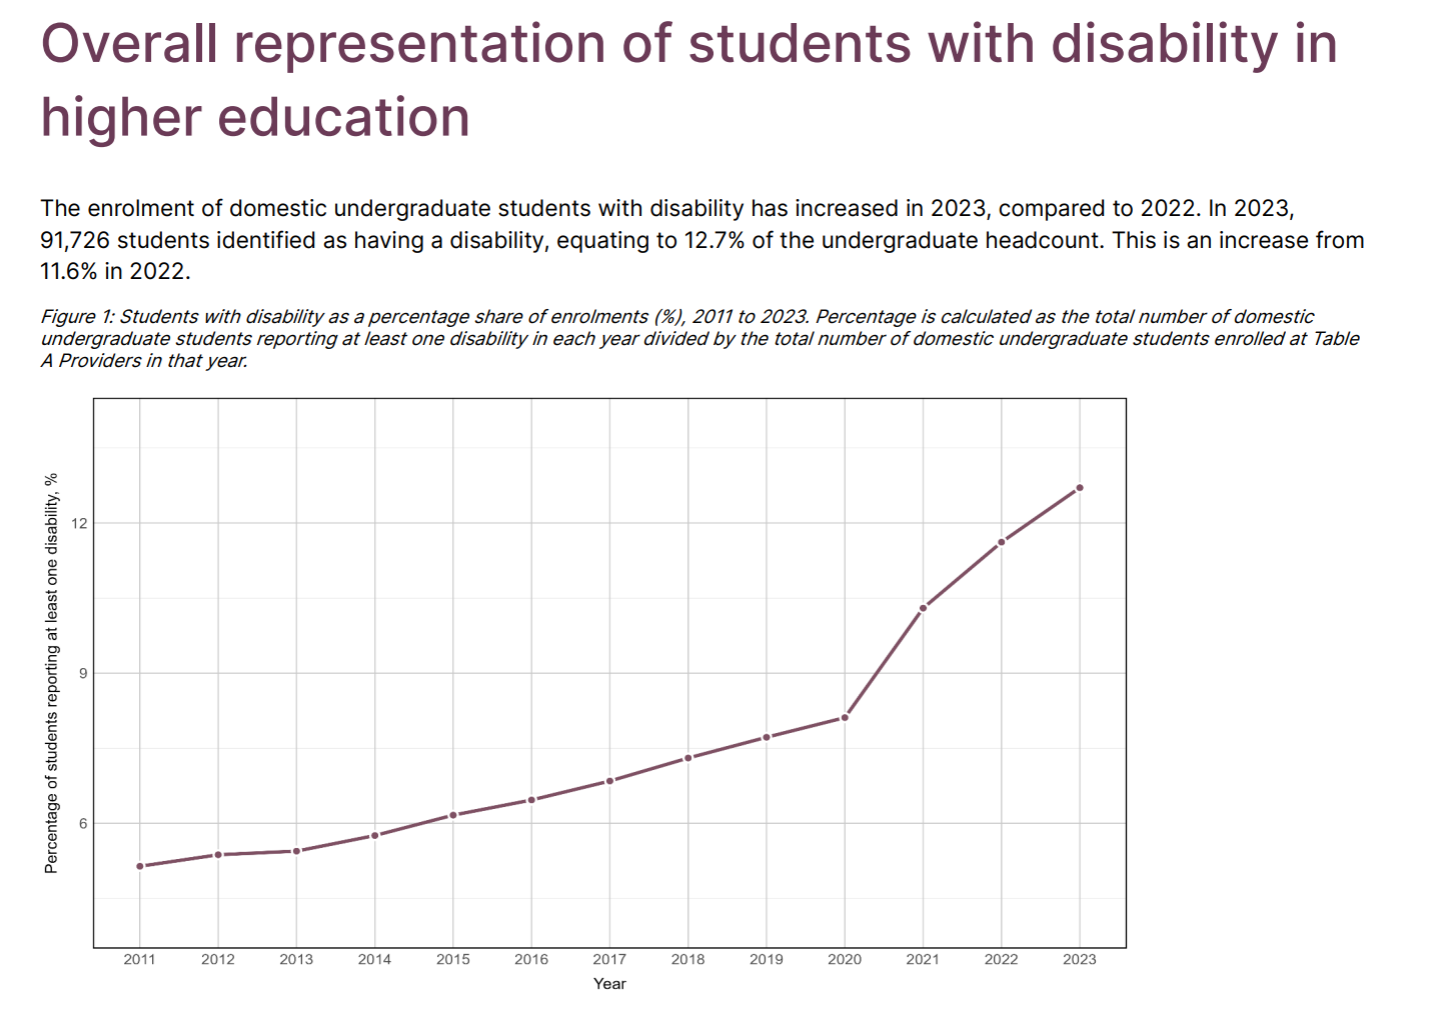 Overall representation of students with disability in
higher education
The enrolment of domestic undergraduate students with disability has increased in 2023, compared to 2022. In 2023,
91,726 students identified as having a disability, equating to 12.7% of the undergraduate headcount. This is an increase from
11.6% in 2022.
Figure 1: Students with disability as a percentage share of enrolments (%), 2011 to 2023. Percentage is calculated as the total number of domestic
undergraduate students reporting at least one disability in each year divided by the total number of domestic undergraduate students enrolled at Table
A Providers in that year.
Percentage of students reporting at least one disability, %
12
9
6
2011 2012 2013 2014 2015 2016 2017 2018 2019 2020 2021 2022 2023
Year